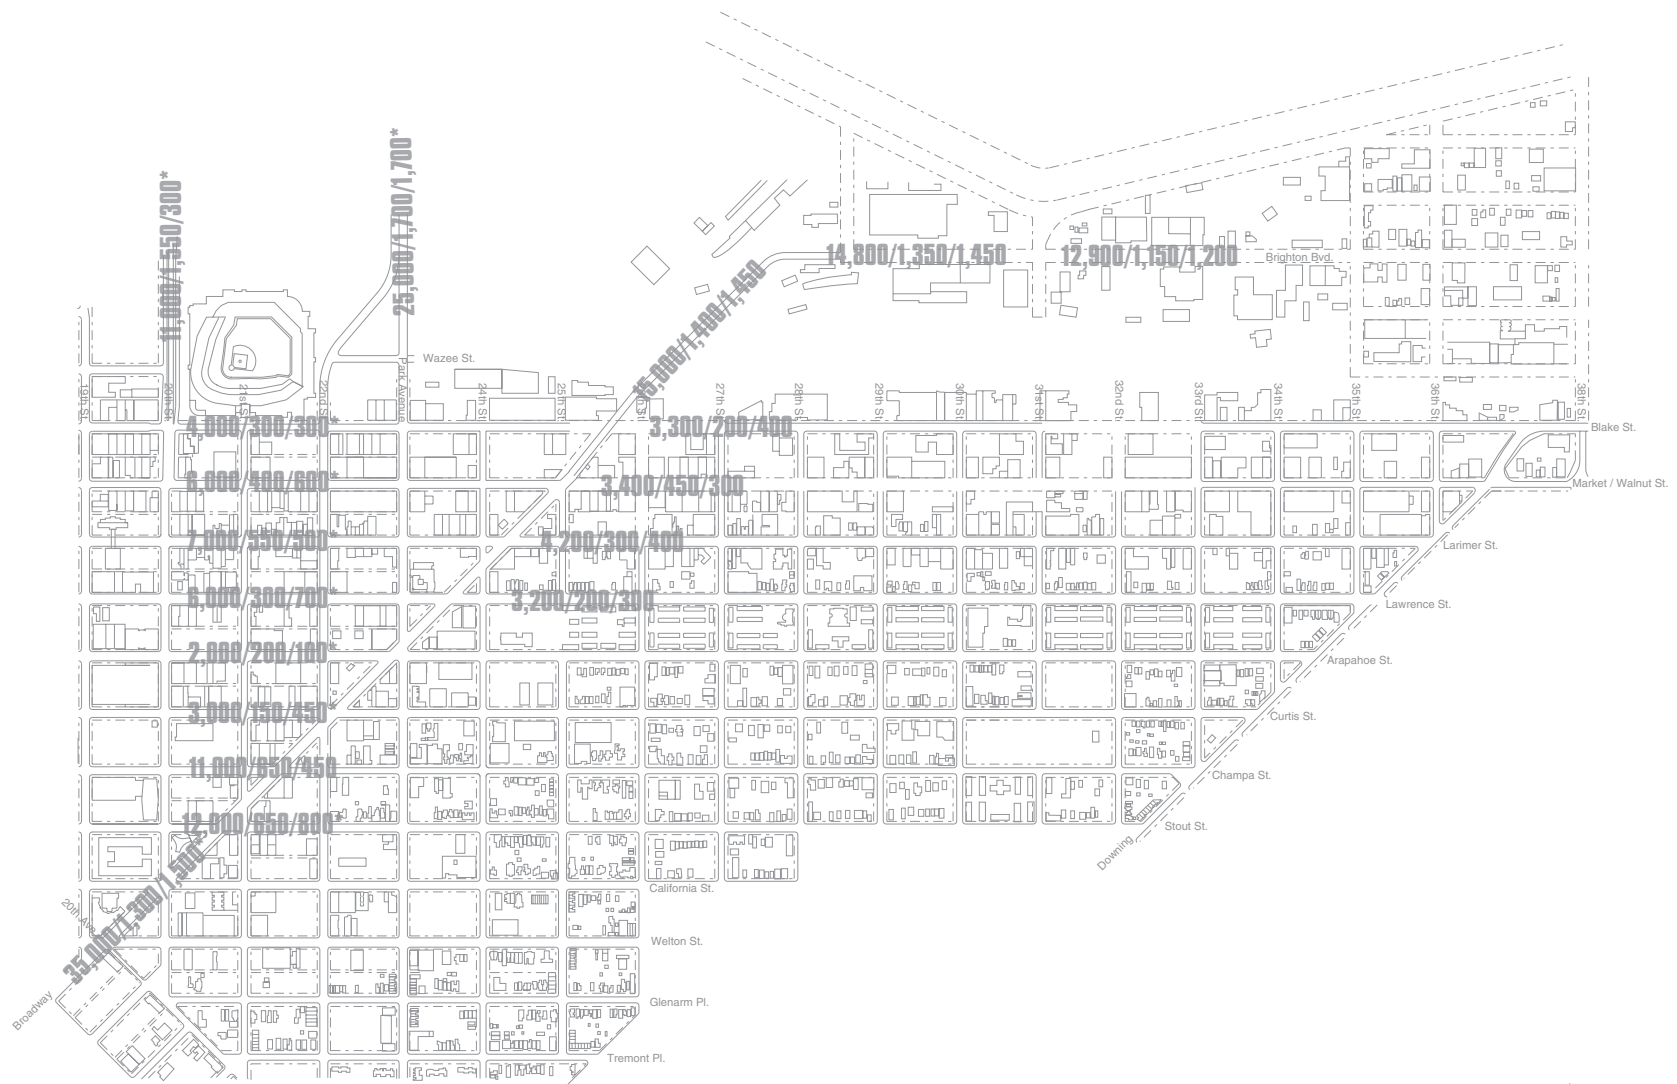 11,000/1,550/300*
25,000/1,700/1,700*
15,000/1,400/1,450
14,800/1,350/1,450
12,900/1,150/1,200
Brighton Bvd.
Wazee St.
19th St
20th St
21st St
22nd St
Park Avenue
24th St
25th St
27th St
28th St
29th St
30th St
31st St
32nd St
33rd St
34th St
35th St
36th St
38th St
4,000/300/300*
3,300/200/400
Blake St.
6,000/400/600*
3,400/450/300
Market / Walnut St.
7,000/550/500*
4,200/300/400
Larimer St.
6,000/300/700*
3,200/200/300
Lawrence St.
2,000/200/100*
Arapahoe St.
3,000/150/450*
Curtis St.
11,000/650/450
Champa St.
12,000/650/800*
Stout St.
Downing
35,000/1,300/1,500*
California St.
20th Ave.
Welton St.
Broadway
Glenarm Pl.
Tremont Pl.